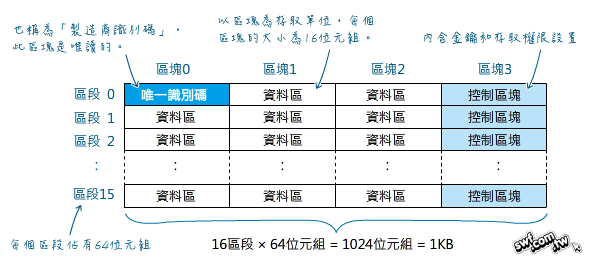 也稱為「製造商識別碼」，
此區塊是唯讀的。
以區塊為存取單位，每個
區塊的大小為16位元組。
內含金鑰和存取權限設置
區塊0 區塊1 區塊2 區塊3
區段 0 唯一識別碼 資料區 資料區 控制區塊
區段 1 資料區 資料區 資料區 控制區塊
區段 2 資料區 資料區 資料區 控制區塊
: : : : :
區段15 資料區 資料區 資料區 控制區塊
每個區段佔有64位元組
16區段 × 64位元組 = 1024位元組 = 1KB
swf.com.tw